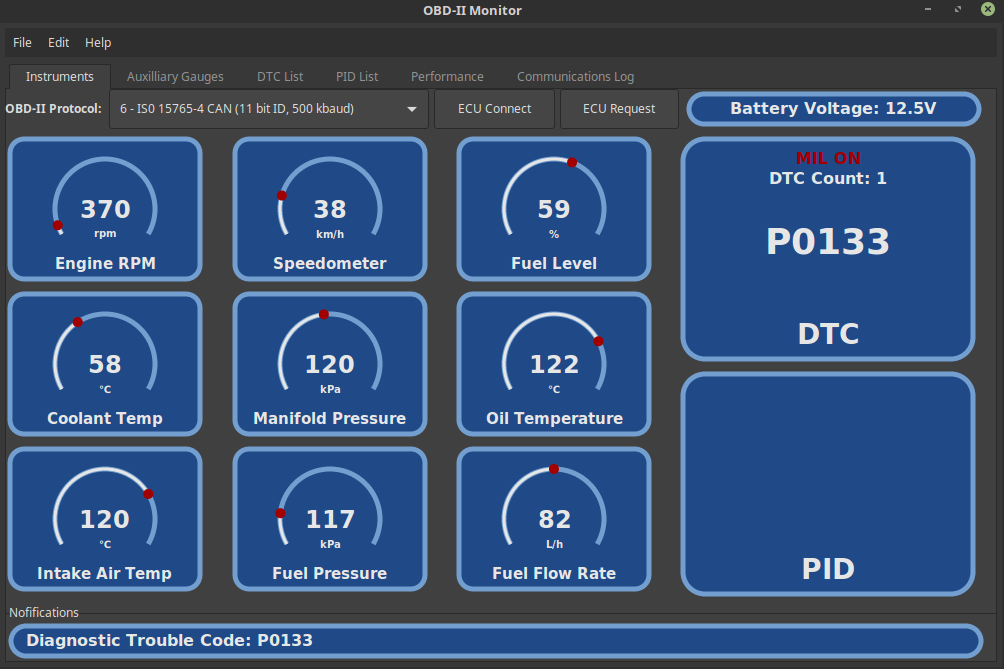 OBD-II Monitor
File Edit Help
Instruments Auxilliary Gauges DTC List PID List Performance Communications Log
OBD-II Protocol: 6 - IS0 15765-4 CAN (11 bit ID, 500 kbaud) ECU Connect ECU Request Battery Voltage: 12.5V
370
rpm
Engine RPM
38
km/h
Speedometer
59
%
Fuel Level
MIL ON
DTC Count: 1
P0133
DTC
58
°C
Coolant Temp
120
kPa
Manifold Pressure
122
°C
Oil Temperature
120
°C
Intake Air Temp
117
kPa
Fuel Pressure
82
L/h
Fuel Flow Rate
PID
Nofifications
Diagnostic Trouble Code: P0133